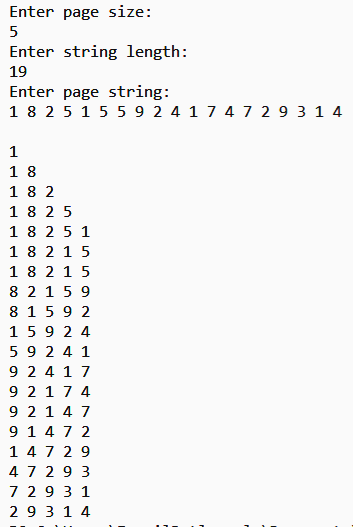 Enter page size:
5
Enter string length:
19
Enter page string:
1 8 2 5 1 5 5 9 2 4 1 7 4 7 2 9 3 1 4
1
1 8
1 8 2
1 8 2 5
1 8 2 5 1
1 8 2 1 5
1 8 2 1 5
8 2 1 5 9
8 1 5 9 2
1 5 9 2 4
5 9 2 4 1
9 2 4 1 7
9 2 1 7 4
9 2 1 4 7
9 1 4 7 2
1 4 7 2 9
4 7 2 9 3
7 2 9 3 1
2 9 3 1 4